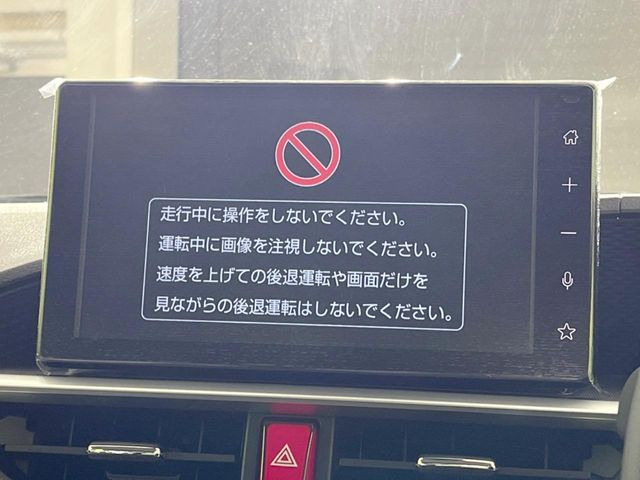 走行中に操作をしないでください。
運転中に画像を注視しないでください。
速度を上げての後退運転や画面だけを
見ながらの後退運転はしないでください。